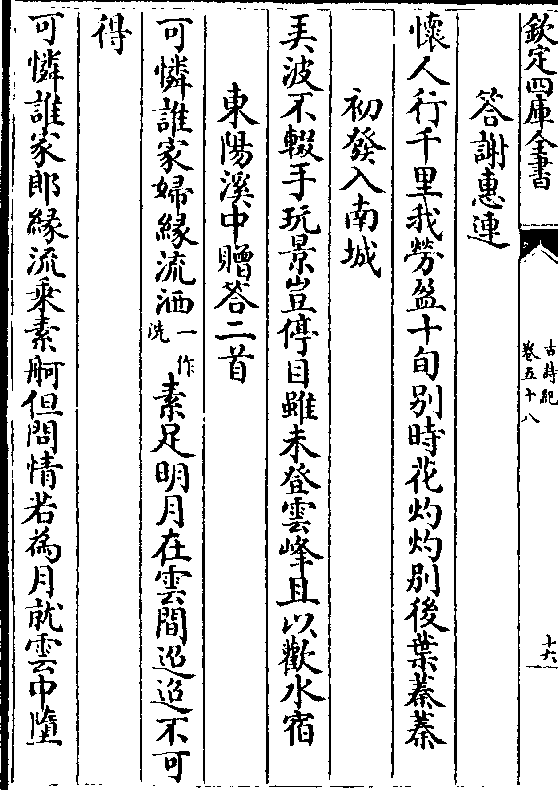 欽定四庫全書
古詩紀
卷五十八
十六
答謝惠連
懷人行千里我勞盈十旬别時花灼灼别後葉蓁蓁
初發入南城
弄波不輟手玩景豈停目雖未登雲峰且以歡水宿
東陽溪中贈答二首
可憐誰家婦緣流洒一作洗素足明月在雲間迢迢不可
得
可憐誰家郎緣流乘素舸但問情若為月就雲中墮